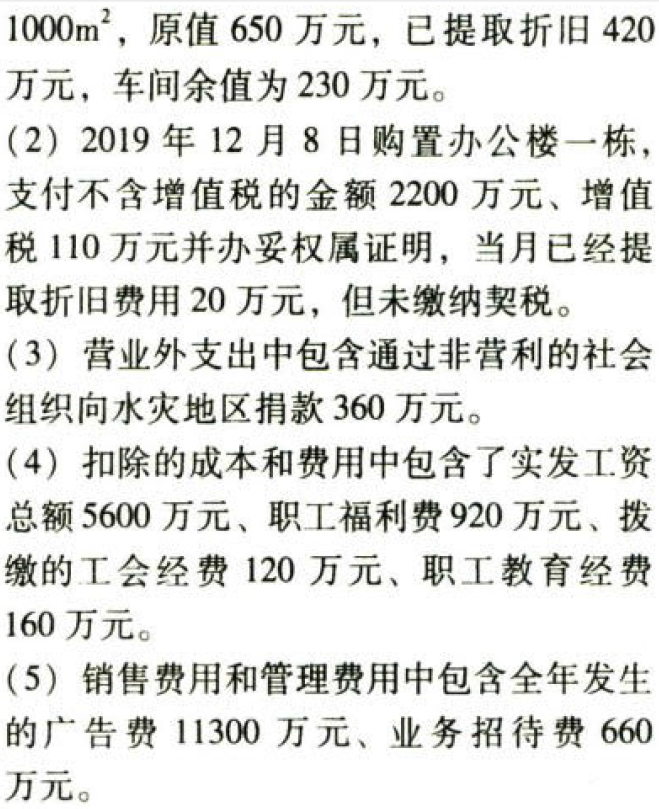 1000m²，原值 650 万元，已提取折旧 420
万元，车间余值为 230 万元。
（2）2019 年 12 月 8 日购置办公楼一栋，
支付不含增值税的金额 2200 万元、增值
税 110 万元并办妥权属证明，当月已经提
取折旧费用 20 万元，但未缴纳契税。
（3）营业外支出中包含通过非营利的社会
组织向水灾地区捐款 360 万元。
（4）扣除的成本和费用中包含了实发工资
总额 5600 万元、职工福利费 920 万元、拨
缴的工会经费 120 万元、职工教育经费
160 万元。
（5）销售费用和管理费用中包含全年发生
的广告费 11300 万元、业务招待费 660
万元。